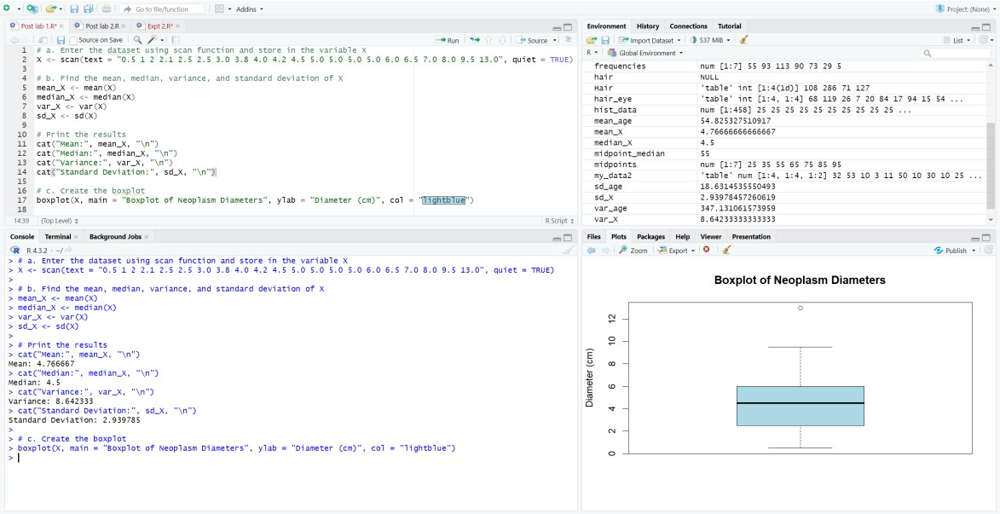 Go to file/function
Addins
Project: (None)
Post lab 1.R*
Post lab 2.R
Expt 2.R*
Source on Save
Run
Source
1 # a. Enter the dataset using scan function and store in the variable X
2 X <- scan(text = "0.5 1 2 2.1 2.5 2.5 3.0 3.8 4.0 4.2 4.5 5.0 5.0 5.0 5.0 6.0 6.5 7.0 8.0 9.5 13.0", quiet = TRUE)
3
4 # b. Find the mean, median, variance, and standard deviation of X
5 mean_X <- mean(X)
6 median_X <- median(X)
7 var_X <- var(X)
8 sd_X <- sd(X)
9
10 # Print the results
11 cat("Mean:", mean_X, "\n")
12 cat("Median:", median_X, "\n")
13 cat("Variance:", var_X, "\n")
14 cat("Standard Deviation:", sd_X, "\n")
15
16 # c. Create the boxplot
17 boxplot(X, main = "Boxplot of Neoplasm Diameters", ylab = "Diameter (cm)", col = "lightblue")
18
14:39 (Top Level) R Script
Console Terminal Background Jobs
R 4.3.2 · ~/
> # a. Enter the dataset using scan function and store in the variable X
> X <- scan(text = "0.5 1 2 2.1 2.5 2.5 3.0 3.8 4.0 4.2 4.5 5.0 5.0 5.0 5.0 6.0 6.5 7.0 8.0 9.5 13.0", quiet = TRUE)
>
> # b. Find the mean, median, variance, and standard deviation of X
> mean_X <- mean(X)
> median_X <- median(X)
> var_X <- var(X)
> sd_X <- sd(X)
>
> # Print the results
> cat("Mean:", mean_X, "\n")
Mean: 4.766667
> cat("Median:", median_X, "\n")
Median: 4.5
> cat("Variance:", var_X, "\n")
Variance: 8.642333
> cat("Standard Deviation:", sd_X, "\n")
Standard Deviation: 2.939785
>
> # c. Create the boxplot
> boxplot(X, main = "Boxplot of Neoplasm Diameters", ylab = "Diameter (cm)", col = "lightblue")
>
Environment History Connections Tutorial
Import Dataset 537 MiB List
R Global Environment
frequencies num [1:7] 55 93 113 90 73 29 5
hair NULL
Hair 'table' int [1:4(1d)] 108 286 71 127
hair_eye 'table' int [1:4, 1:4] 68 119 26 7 20 84 17 94 15 54 ...
hist_data num [1:458] 25 25 25 25 25 25 25 25 25 25 ...
mean_age 54.825327510917
mean_X 4.76666666666667
median_X 4.5
midpoint_median 55
midpoints num [1:7] 25 35 55 65 75 85 95
my_data2 'table' num [1:4, 1:4, 1:2] 32 53 10 3 11 50 10 30 10 25 ...
sd_age 18.6314535550493
sd_X 2.93978457260619
var_age 347.131061573959
var_X 8.64233333333333
Files Plots Packages Help Viewer Presentation
Zoom Export Publish
Boxplot of Neoplasm Diameters
Diameter (cm)
12
10
8
6
4
2
0